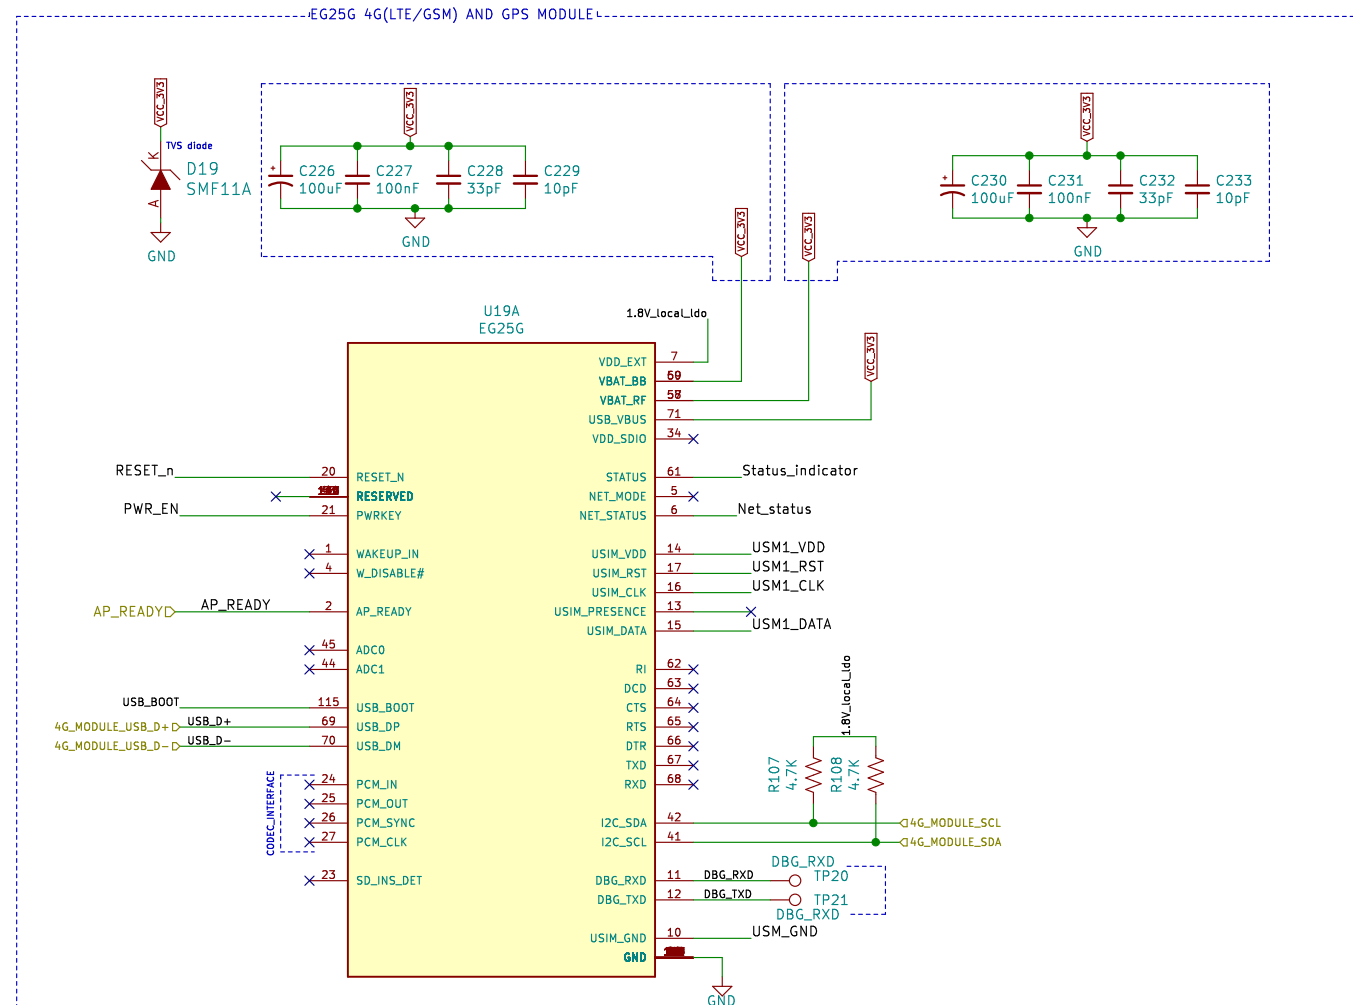 EG25G 4G(LTE/GSM) AND GPS MODULE
VCC_3V3
TVS diode
K
D19
SMF11A
A
GND
VCC_3V3
C226
100uF
C227
100nF
C228
33pF
C229
10pF
GND
VCC_3V3
C230
100uF
C231
100nF
C232
33pF
C233
10pF
GND
VCC_3V3
VCC_3V3
VCC_3V3
1.8V_local_ldo
U19A
EG25G
VDD_EXT 7
VBAT_BB
VBAT_RF
USB_VBUS 71
VDD_SDIO 34
RESET_n 20 RESET_N
STATUS 61 Status_indicator
RESERVED
NET_MODE 5
PWR_EN 21 PWRKEY
NET_STATUS 6 Net_status
1 WAKEUP_IN
USIM_VDD 14 USM1_VDD
4 W_DISABLE#
USIM_RST 17 USM1_RST
USIM_CLK 16 USM1_CLK
AP_READY AP_READY 2 AP_READY
USIM_PRESENCE 13
USIM_DATA 15 USM1_DATA
45 ADC0
44 ADC1
RI 62
DCD 63
USB_BOOT 115 USB_BOOT
CTS 64
4G_MODULE_USB_D+ USB_D+ 69 USB_DP
RTS 65
4G_MODULE_USB_D- USB_D- 70 USB_DM
DTR 66
TXD 67
RXD 68
1.8V_local_ldo
R107
4.7K
R108
4.7K
CODEC_INTERFACE
24 PCM_IN
25 PCM_OUT
26 PCM_SYNC
27 PCM_CLK
I2C_SDA 42 4G_MODULE_SCL
I2C_SCL 41 4G_MODULE_SDA
23 SD_INS_DET
DBG_RXD
DBG_RXD 11 DBG_RXD TP20
DBG_TXD 12 DBG_TXD TP21
DBG_RXD
USIM_GND 10 USM_GND
GND
GND